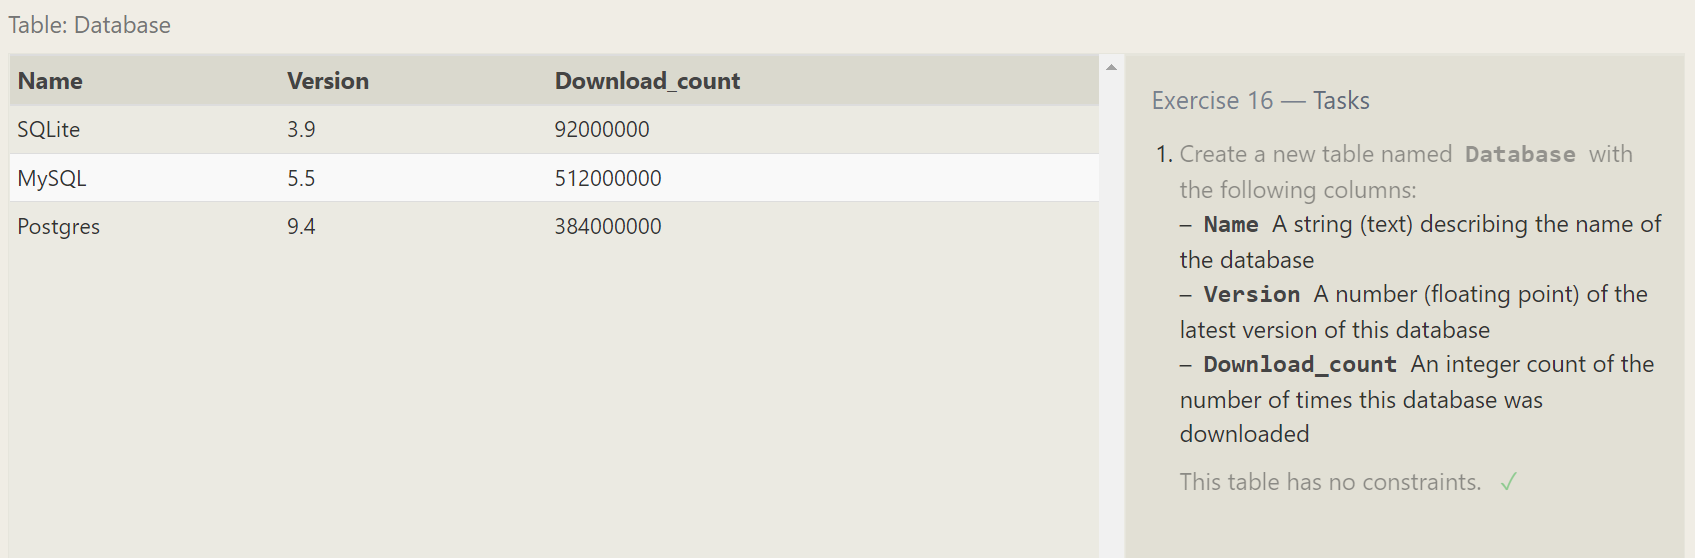 Table: Database
Name Version Download_count
SQLite 3.9 92000000
MySQL 5.5 512000000
Postgres 9.4 384000000
Exercise 16 — Tasks
1. Create a new table named Database with
the following columns:
– Name A string (text) describing the name of
the database
– Version A number (floating point) of the
latest version of this database
– Download_count An integer count of the
number of times this database was
downloaded
This table has no constraints. ✓